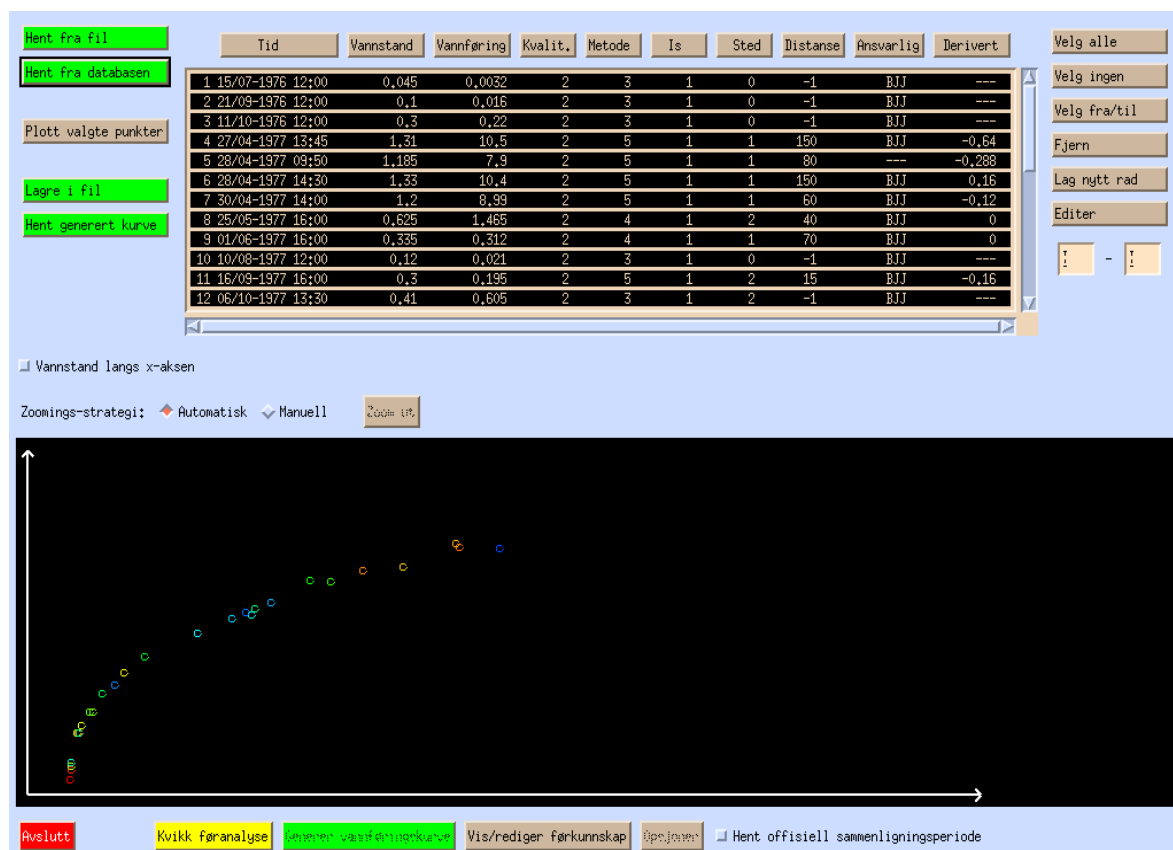 Hent fra fil
Hent fra databasen
Plott valgte punkter
Lagre i fil
Hent generert kurve
Tid Vannstand Vannføring Kvalit. Metode Is Sted Distanse Ansvarlig Derivert
1 15/07-1976 12:00 0.045 0.0032 2 3 1 0 -1 BJJ ---
2 21/09-1976 12:00 0.1 0.016 2 3 1 0 -1 BJJ ---
3 11/10-1976 12:00 0.3 0.22 2 3 1 0 -1 BJJ ---
4 27/04-1977 13:45 1.31 10.5 2 5 1 1 150 BJJ -0.64
5 28/04-1977 09:50 1.185 7.9 2 5 1 1 80 --- -0.288
6 28/04-1977 14:30 1.33 10.4 2 5 1 1 150 BJJ 0.16
7 30/04-1977 14:00 1.2 8.99 2 5 1 1 60 BJJ -0.12
8 25/05-1977 16:00 0.625 1.465 2 4 1 2 40 BJJ 0
9 01/06-1977 16:00 0.335 0.312 2 4 1 1 70 BJJ 0
10 10/08-1977 12:00 0.12 0.021 2 3 1 0 -1 BJJ ---
11 16/09-1977 16:00 0.3 0.195 2 5 1 2 15 BJJ -0.16
12 06/10-1977 13:30 0.41 0.605 2 3 1 2 -1 BJJ ---
Velg alle
Velg ingen
Velg fra/til
Fjern
Lag nytt rad
Editer
-
Vannstand langs x-aksen
Zoomings-strategi: Automatisk Manuell Zoom ut
Avslutt Kvikk føranalyse Generer vannføringskurve Vis/rediger førkunnskap Opsjoner Hent offisiell sammenligningsperiode